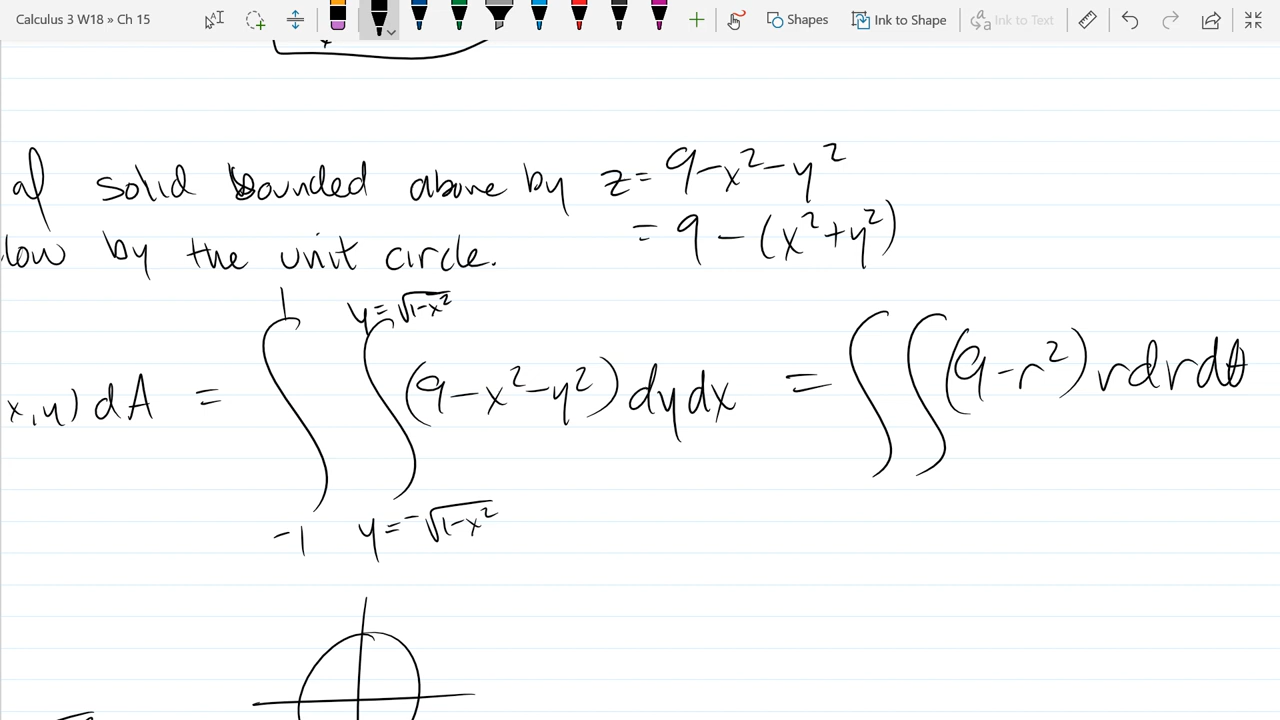 Calculus 3 W18 » Ch 15
Shapes
Ink to Shape
Ink to Text
of solid bounded above by z = 9-x²-y²
= 9 - (x²+y²)
low by the unit circle.
x,y) dA = ∫_{-1}^{1} ∫_{y=-√(1-x²)}^{y=√(1-x²)} (9-x²-y²) dy dx = ∫∫ (9-r²) r dr dθ